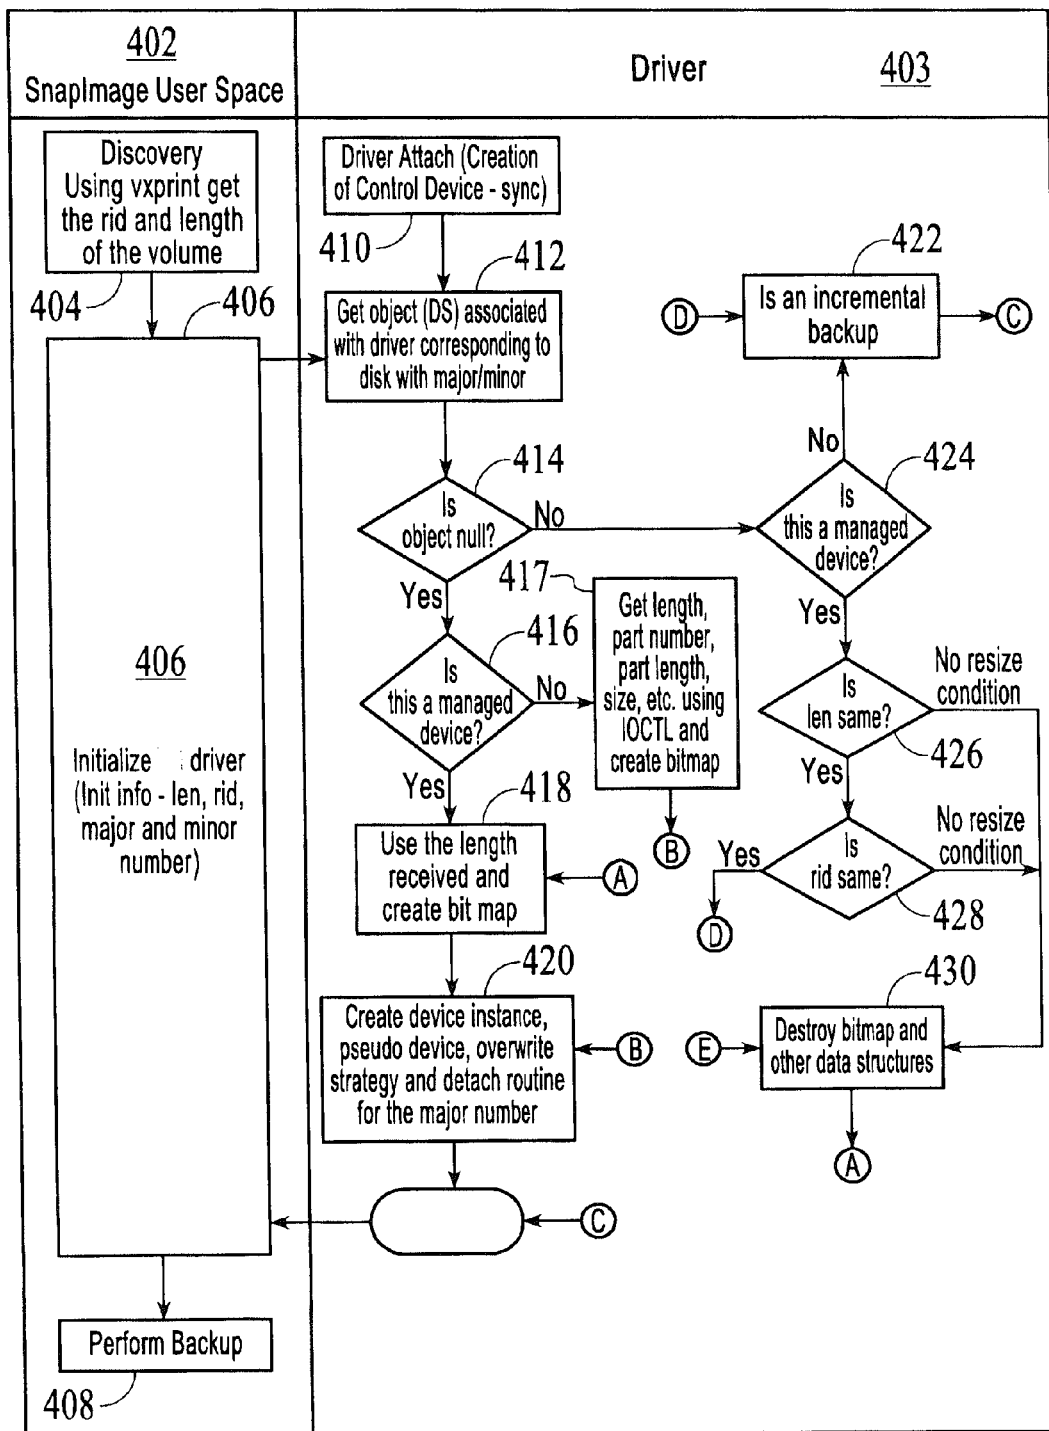 402
SnapImage User Space
Driver
403
Discovery
Using vxprint get
the rid and length
of the volume
404
406
406
Initialize driver
(Init info - len, rid,
major and minor
number)
Perform Backup
408
Driver Attach (Creation
of Control Device - sync)
410
412
Get object (DS) associated
with driver corresponding to
disk with major/minor
414
Is
object null?
No
Yes
416
Is
this a managed
device?
No
Yes
417
Get length,
part number,
part length,
size, etc. using
IOCTL and
create bitmap
B
418
Use the length
received and
create bit map
A
420
Create device instance,
pseudo device, overwrite
strategy and detach routine
for the major number
B
C
422
D
Is an incremental
backup
C
No
424
Is
this a managed
device?
Yes
Is
len same?
No resize
condition
426
Yes
Is
rid same?
No resize
condition
428
Yes
D
430
E
Destroy bitmap and
other data structures
A